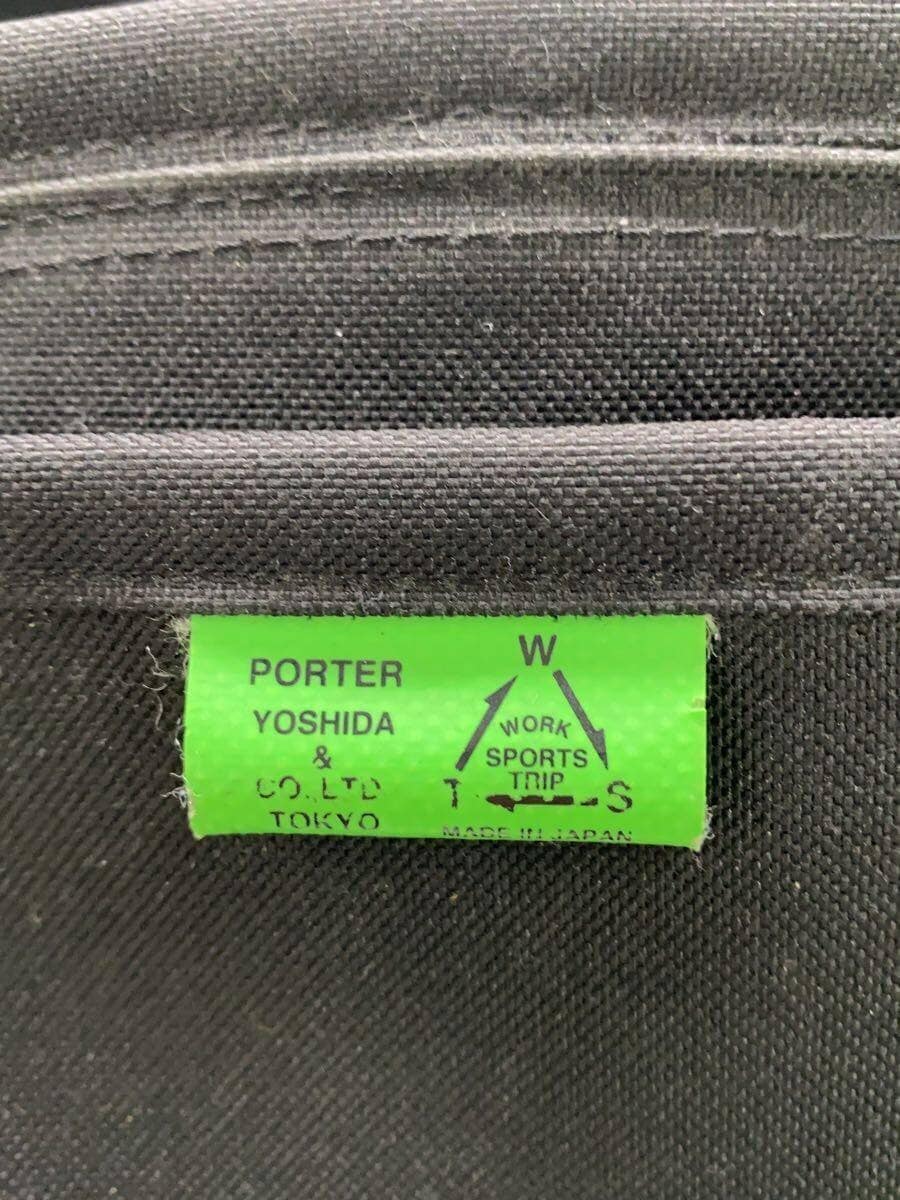 PORTER
YOSHIDA
&
CO.,LTD
TOKYO
W
WORK
SPORTS
TRIP
T S
MADE IN JAPAN